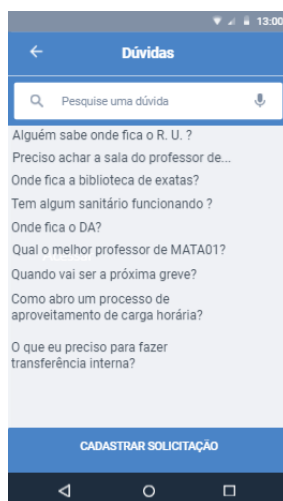 13:00
Dúvidas
Pesquise uma dúvida
Alguém sabe onde fica o R. U. ?
Preciso achar a sala do professor de...
Onde fica a biblioteca de exatas?
Tem algum sanitário funcionando ?
Onde fica o DA?
Qual o melhor professor de MATA01?
Quando vai ser a próxima greve?
Como abro um processo de
aproveitamento de carga horária?
O que eu preciso para fazer
transferência interna?
CADASTRAR SOLICITAÇÃO